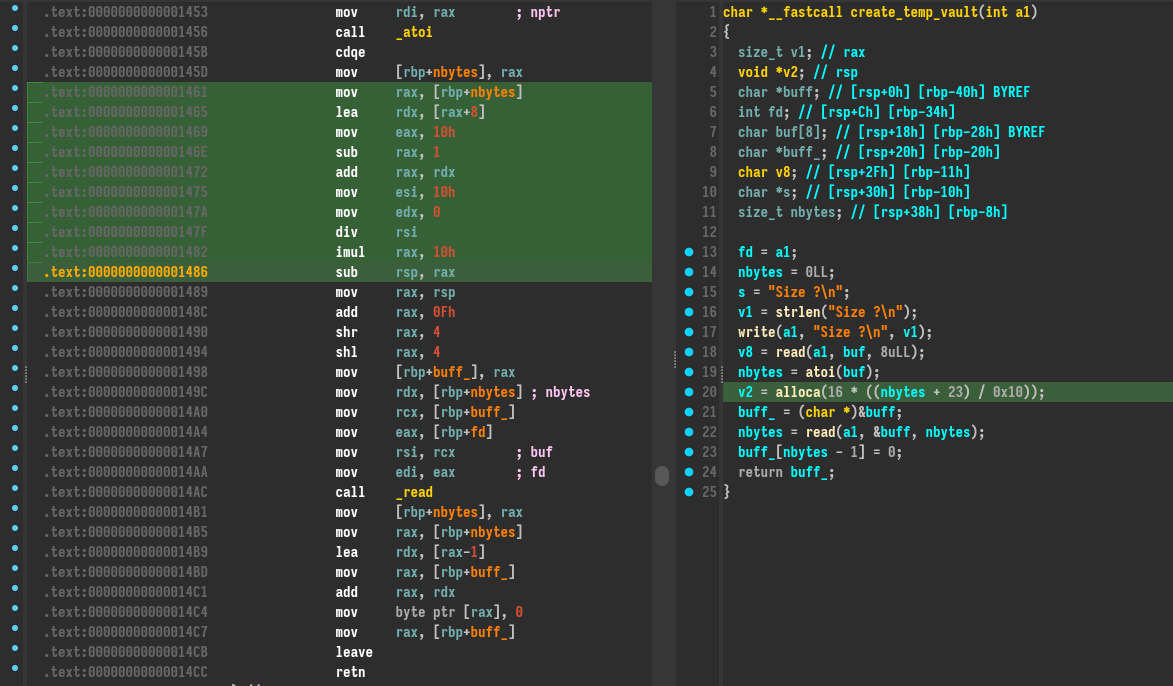 .text:0000000000001453 mov rdi, rax ; nptr
.text:0000000000001456 call _atoi
.text:000000000000145B cdqe
.text:000000000000145D mov [rbp+nbytes], rax
.text:0000000000001461 mov rax, [rbp+nbytes]
.text:0000000000001465 lea rdx, [rax+8]
.text:0000000000001469 mov eax, 10h
.text:000000000000146E sub rax, 1
.text:0000000000001472 add rax, rdx
.text:0000000000001475 mov esi, 10h
.text:000000000000147A mov edx, 0
.text:000000000000147F div rsi
.text:0000000000001482 imul rax, 10h
.text:0000000000001486 sub rsp, rax
.text:0000000000001489 mov rax, rsp
.text:000000000000148C add rax, 0Fh
.text:0000000000001490 shr rax, 4
.text:0000000000001494 shl rax, 4
.text:0000000000001498 mov [rbp+buff_], rax
.text:000000000000149C mov rdx, [rbp+nbytes] ; nbytes
.text:00000000000014A0 mov rcx, [rbp+buff_]
.text:00000000000014A4 mov eax, [rbp+fd]
.text:00000000000014A7 mov rsi, rcx ; buf
.text:00000000000014AA mov edi, eax ; fd
.text:00000000000014AC call _read
.text:00000000000014B1 mov [rbp+nbytes], rax
.text:00000000000014B5 mov rax, [rbp+nbytes]
.text:00000000000014B9 lea rdx, [rax-1]
.text:00000000000014BD mov rax, [rbp+buff_]
.text:00000000000014C1 add rax, rdx
.text:00000000000014C4 mov byte ptr [rax], 0
.text:00000000000014C7 mov rax, [rbp+buff_]
.text:00000000000014CB leave
.text:00000000000014CC retn
1 char *__fastcall create_temp_vault(int a1)
2 {
3 size_t v1; // rax
4 void *v2; // rsp
5 char *buff; // [rsp+0h] [rbp-40h] BYREF
6 int fd; // [rsp+Ch] [rbp-34h]
7 char buf[8]; // [rsp+18h] [rbp-28h] BYREF
8 char *buff_; // [rsp+20h] [rbp-20h]
9 char v8; // [rsp+2Fh] [rbp-11h]
10 char *s; // [rsp+30h] [rbp-10h]
11 size_t nbytes; // [rsp+38h] [rbp-8h]
12
13 fd = a1;
14 nbytes = 0LL;
15 s = "Size ?\n";
16 v1 = strlen("Size ?\n");
17 write(a1, "Size ?\n", v1);
18 v8 = read(a1, buf, 8uLL);
19 nbytes = atoi(buf);
20 v2 = alloca(16 * ((nbytes + 23) / 0x10));
21 buff_ = (char *)&buff;
22 nbytes = read(a1, &buff, nbytes);
23 buff_[nbytes - 1] = 0;
24 return buff_;
25 }